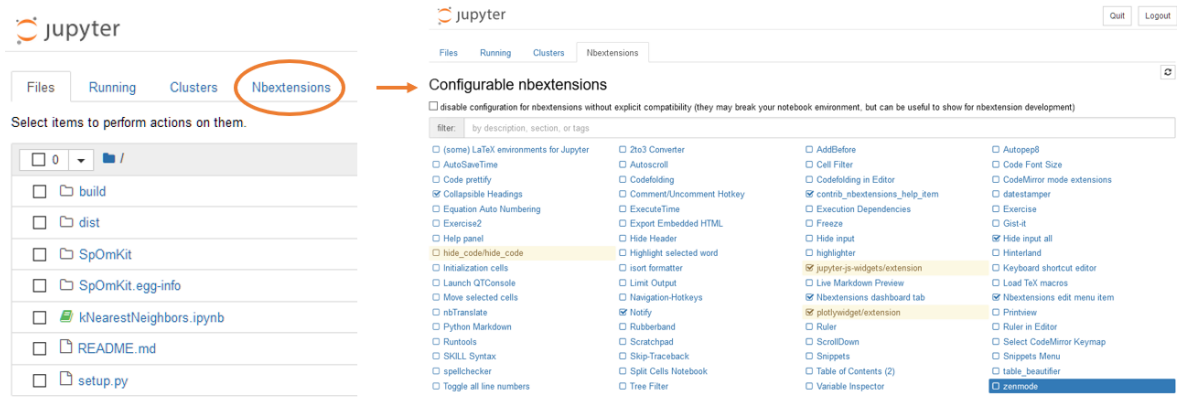 jupyter
Files Running Clusters Nbextensions
Select items to perform actions on them.
0 /
build
dist
SpOmKit
SpOmKit.egg-info
kNearestNeighbors.ipynb
README.md
setup.py
jupyter
Quit Logout
Files Running Clusters Nbextensions
Configurable nbextensions
disable configuration for nbextensions without explicit compatibility (they may break your notebook environment, but can be useful to show for nbextension development)
filter: by description, section, or tags
(some) LaTeX environments for Jupyter 2to3 Converter AddBefore Autopep8
AutoSaveTime Autoscroll Cell Filter Code Font Size
Code prettify Codefolding Codefolding in Editor CodeMirror mode extensions
Collapsible Headings Comment/Uncomment Hotkey contrib_nbextensions_help_item datestamper
Equation Auto Numbering ExecuteTime Execution Dependencies Exercise
Exercise2 Export Embedded HTML Freeze Gist-it
Help panel Hide Header Hide input Hide input all
hide_code/hide_code Highlight selected word highlighter Hinterland
Initialization cells isort formatter jupyter-js-widgets/extension Keyboard shortcut editor
Launch QTConsole Limit Output Live Markdown Preview Load TeX macros
Move selected cells Navigation-Hotkeys Nbextensions dashboard tab Nbextensions edit menu item
nbTranslate Notify plotlywidget/extension Printview
Python Markdown Rubberband Ruler Ruler in Editor
Runtools Scratchpad ScrollDown Select CodeMirror Keymap
SKILL Syntax Skip-Traceback Snippets Snippets Menu
spellchecker Split Cells Notebook Table of Contents (2) table_beautifier
Toggle all line numbers Tree Filter Variable Inspector zenmode